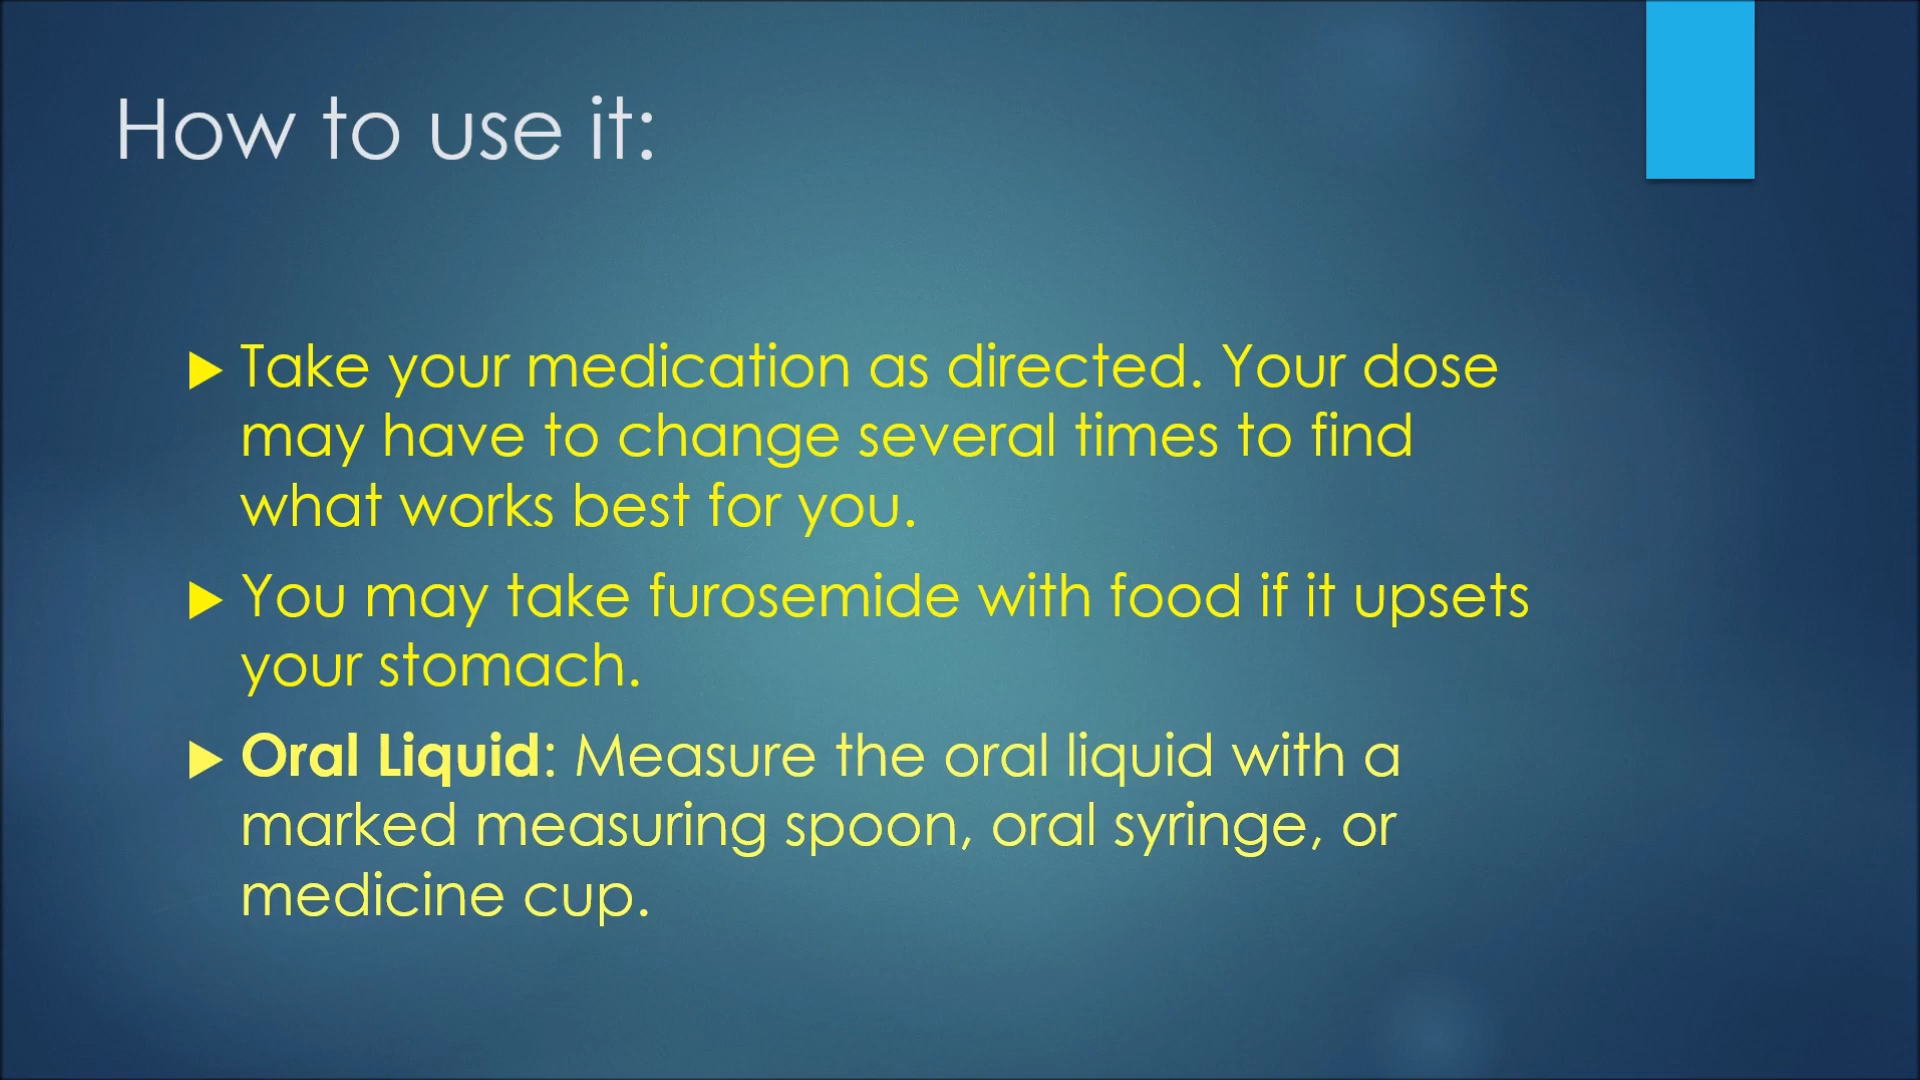 How to use it:
Take your medication as directed. Your dose
may have to change several times to find
what works best for you.
You may take furosemide with food if it upsets
your stomach.
Oral Liquid: Measure the oral liquid with a
marked measuring spoon, oral syringe, or
medicine cup.